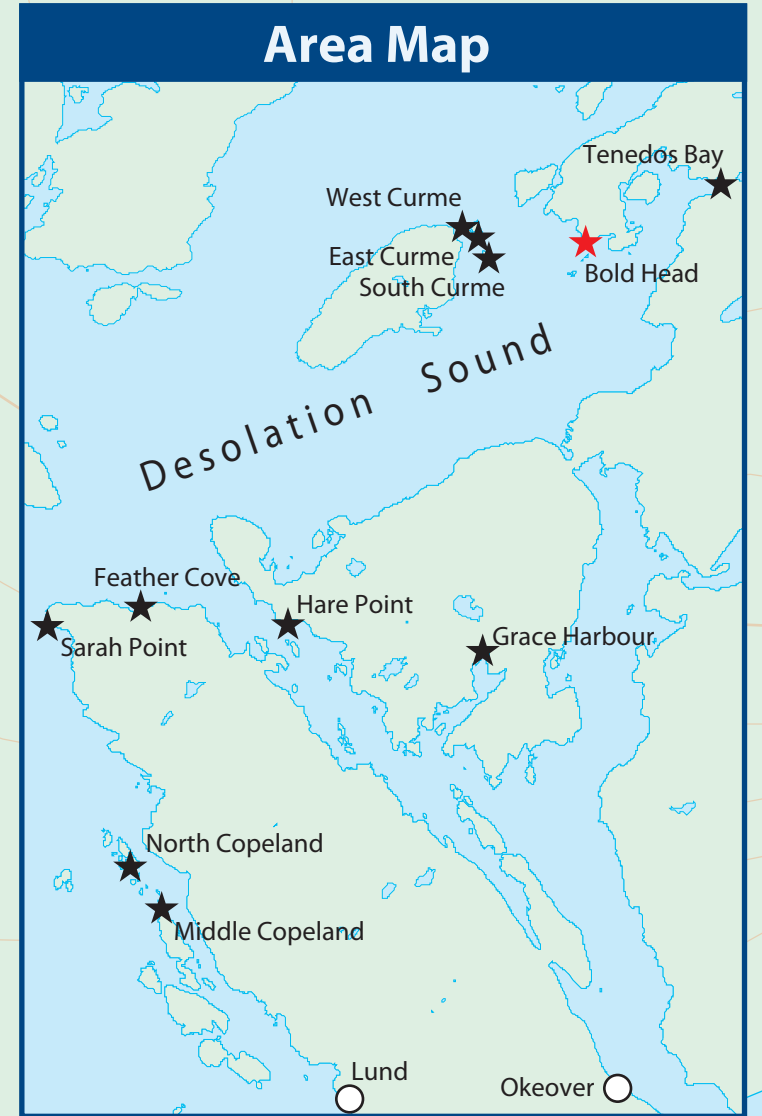 Area Map
Tenedos Bay
West Curme
East Curme
Bold Head
South Curme
Desolation Sound
Feather Cove
Hare Point
Sarah Point
Grace Harbour
North Copeland
Middle Copeland
Lund
Okeover